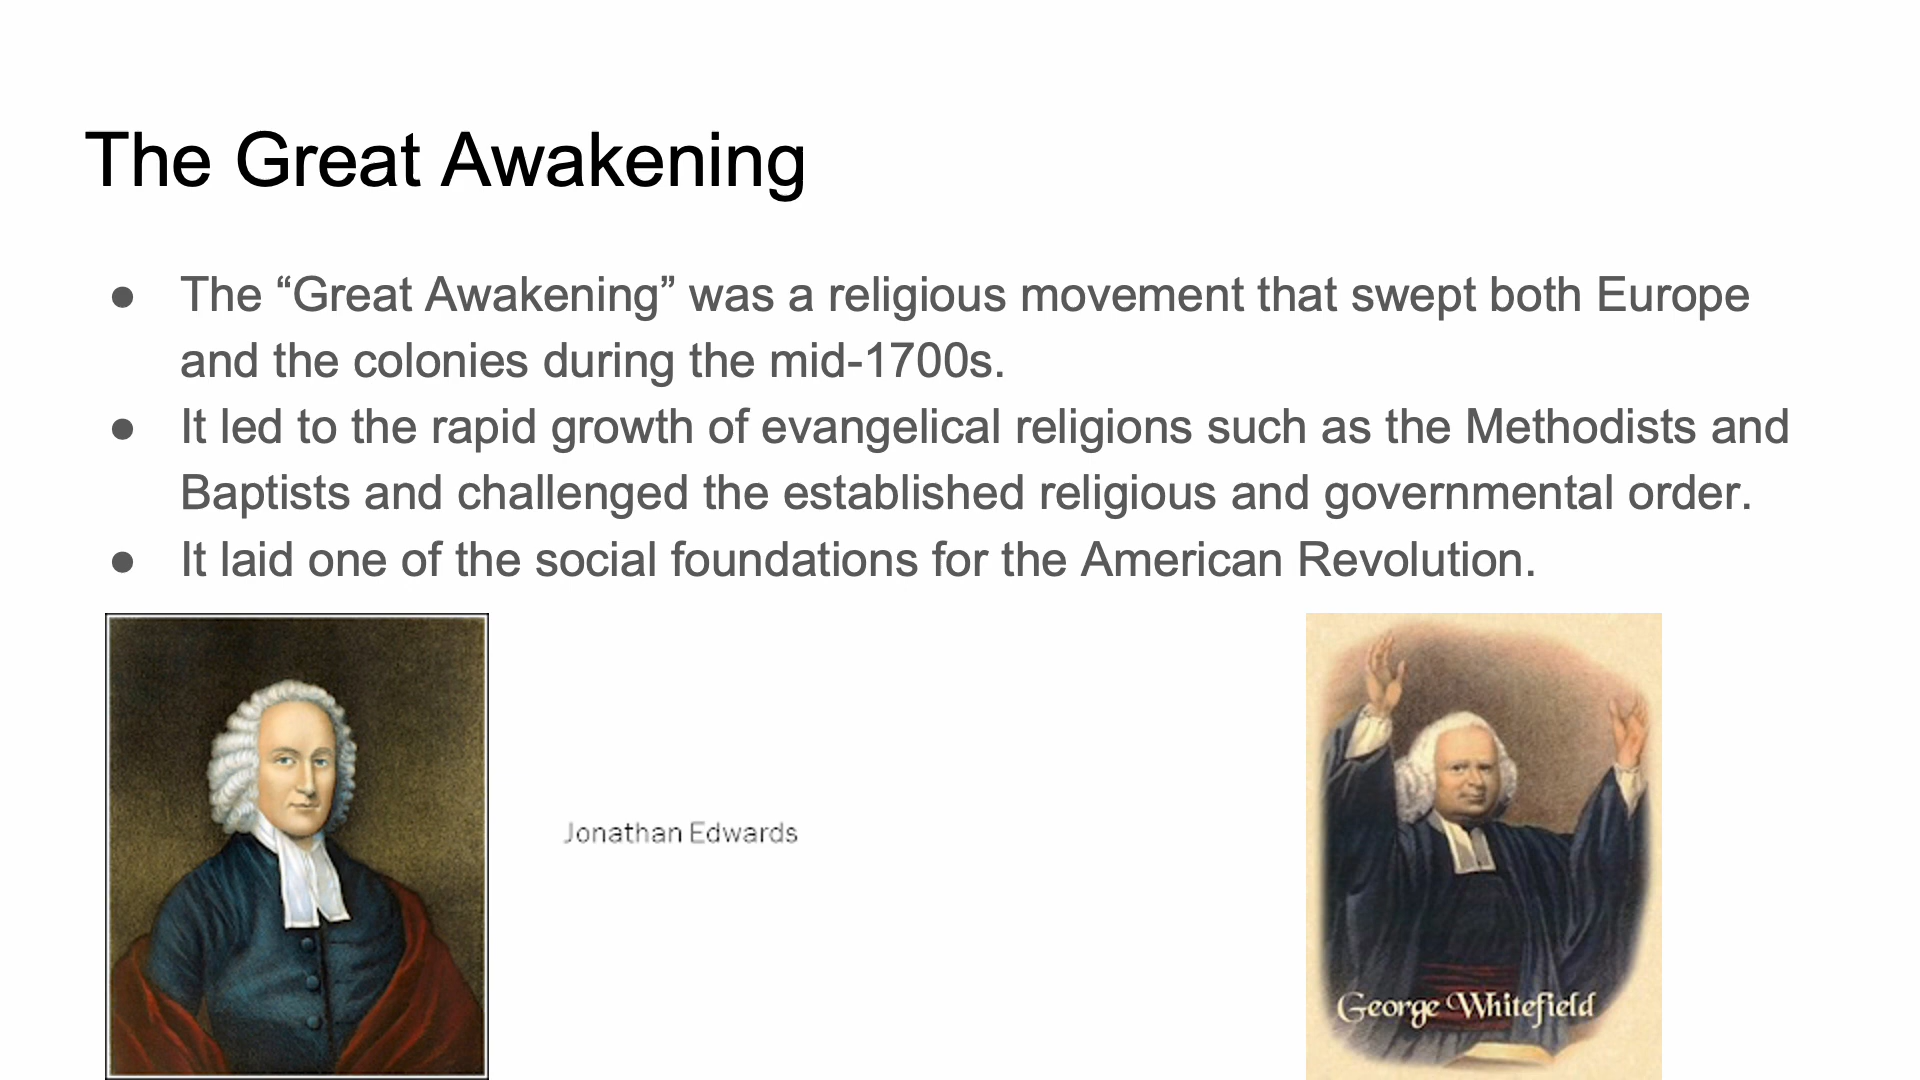 The Great Awakening
● The “Great Awakening” was a religious movement that swept both Europe
and the colonies during the mid-1700s.
● It led to the rapid growth of evangelical religions such as the Methodists and
Baptists and challenged the established religious and governmental order.
● It laid one of the social foundations for the American Revolution.
Jonathan Edwards
George Whitefield